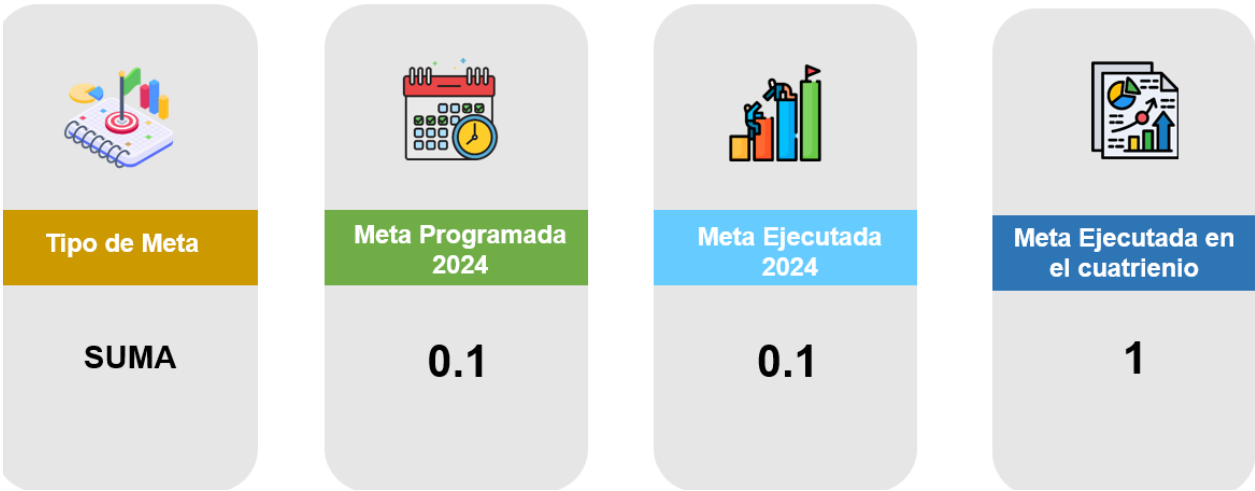 Tipo de Meta
SUMA
Meta Programada
2024
0.1
Meta Ejecutada
2024
0.1
Meta Ejecutada en
el cuatrienio
1